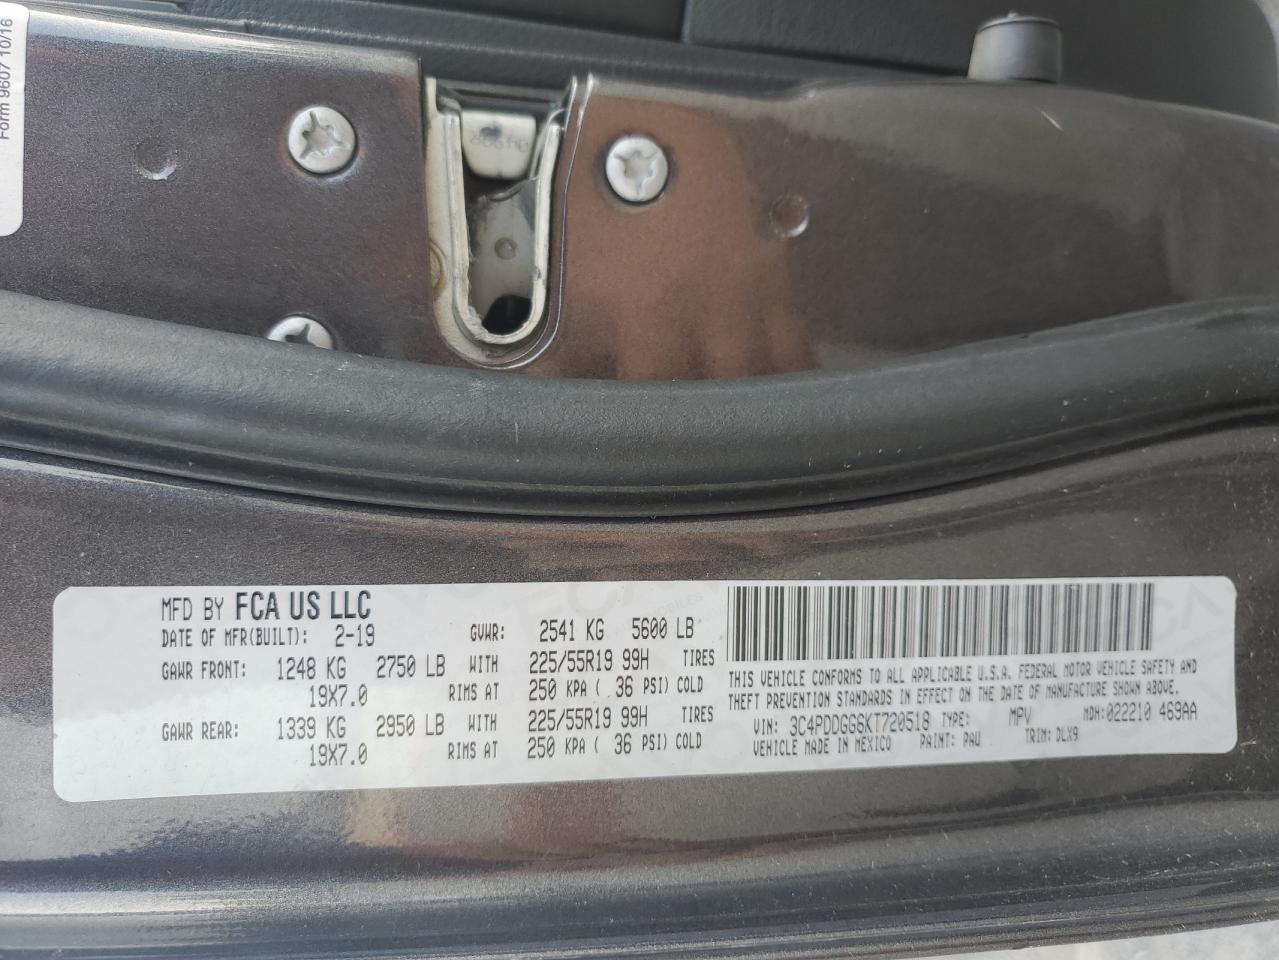 Form 9607 10/16
MFD BY FCA US LLC
DATE OF MFR(BUILT): 2-19 GVWR: 2541 KG 5600 LB
GAWR FRONT: 1248 KG 2750 LB WITH 225/55R19 99H TIRES
19X7.0 RIMS AT 250 KPA ( 36 PSI) COLD
GAWR REAR: 1339 KG 2950 LB WITH 225/55R19 99H TIRES
19X7.0 RIMS AT 250 KPA ( 36 PSI) COLD
THIS VEHICLE CONFORMS TO ALL APPLICABLE U.S.A. FEDERAL MOTOR VEHICLE SAFETY AND
THEFT PREVENTION STANDARDS IN EFFECT ON THE DATE OF MANUFACTURE SHOWN ABOVE.
VIN: 3C4PDDGG6KT720518 TYPE: MPV MDH:022210 469AA
VEHICLE MADE IN MEXICO PAINT: PAU TRIM: DLX9